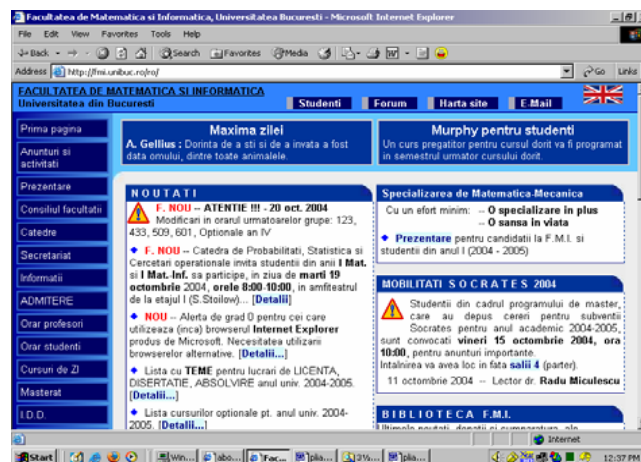 Facultatea de Matematica si Informatica, Universitatea Bucuresti - Microsoft Internet Explorer
File Edit View Favorites Tools Help
Back Search Favorites Media
Address http://fmi.unibuc.ro/ro/ Go Links
FACULTATEA DE MATEMATICA SI INFORMATICA
Universitatea din Bucuresti
Studenti Forum Harta site E-Mail
Prima pagina
Anunturi si
activitati
Prezentare
Consiliul facultatii
Catedre
Secretariat
Informatii
ADMITERE
Orar profesori
Orar studenti
Cursuri de ZI
Masterat
I.D.D.
Maxima zilei
A. Gellius : Dorinta de a sti si de a invata a fost
data omului, dintre toate animalele.
Murphy pentru studenti
Un curs pregatitor pentru cursul dorit va fi programat
in semestrul urmator cursului dorit.
NOUTATI
F. NOU -- ATENTIE !!! - 20 oct. 2004
Modificari in orarul urmatoarelor grupe: 123,
433, 509, 601, Optionale an IV
F. NOU -- Catedra de Probabilitati, Statistica si
Cercetari operationale invita studentii din anii I Mat.
si I Mat.-Inf. sa participe, in ziua de marti 19
octombrie 2004, orele 8:00-10:00, in amfiteatrul
de la etajul I (S.Stoilow)... [Detalii]
NOU -- Alerta de grad 0 pentru cei care
utilizeaza (inca) browserul Internet Explorer
produs de Microsoft. Necesitatea utilizarii
browserelor alternative. [Detalii...]
Lista cu TEME pentru lucrari de LICENTA,
DISERTATIE, ABSOLVIRE anul univ. 2004-2005.
[Detalii...]
Lista cursurilor optionale pt. anul univ. 2004-
2005. [Detalii...]
Specializarea de Matematica-Mecanica
Cu un efort minim: -- O specializare in plus
-- O sansa in viata
Prezentare pentru candidatii la F.M.I. si
studentii din anul I (2004 - 2005)
MOBILITATI SOCRATES 2004
Studentii din cadrul programului de master,
care au depus cereri pentru subventii
Socrates pentru anul academic 2004-2005,
sunt convocati vineri 15 octombrie 2004, ora
10:00, pentru anunturi importante.
Intalnirea va avea loc in fata salii 4 (parter).
11 octombrie 2004 -- Lector dr. Radu Miculescu
BIBLIOTECA F.M.I.
Internet
Start Win... abo... Fac... pla... pla... 12:37 PM